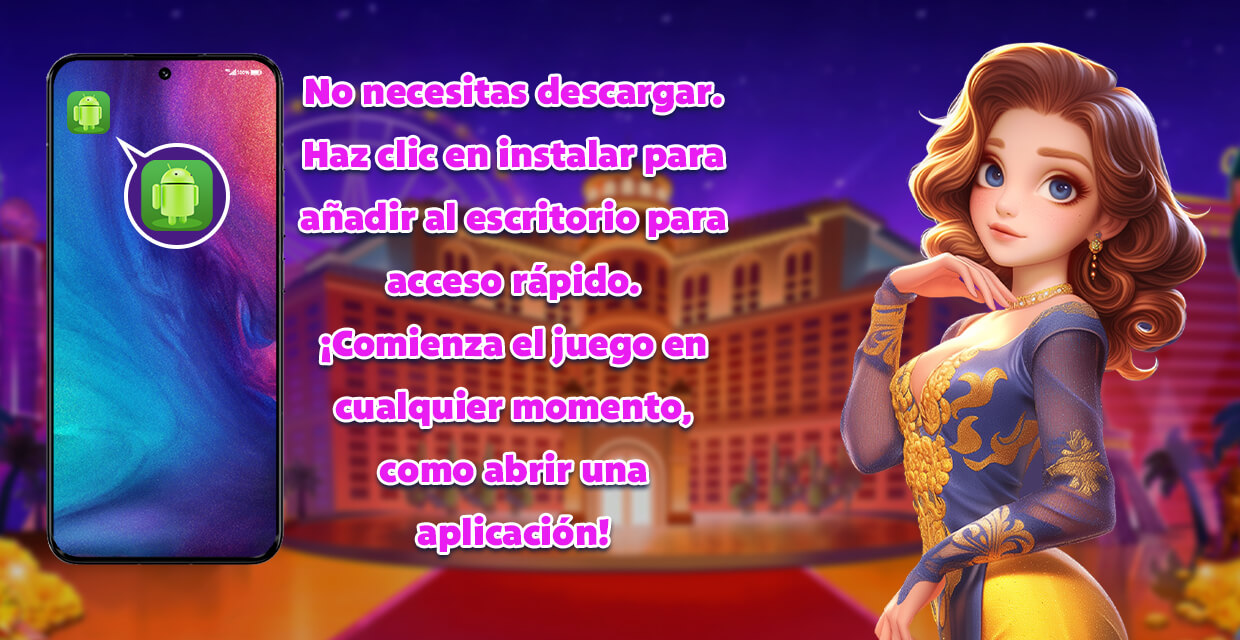 100%
No necesitas descargar.
Haz clic en instalar para
añadir al escritorio para
acceso rápido.
¡Comienza el juego en
cualquier momento,
como abrir una
aplicación!